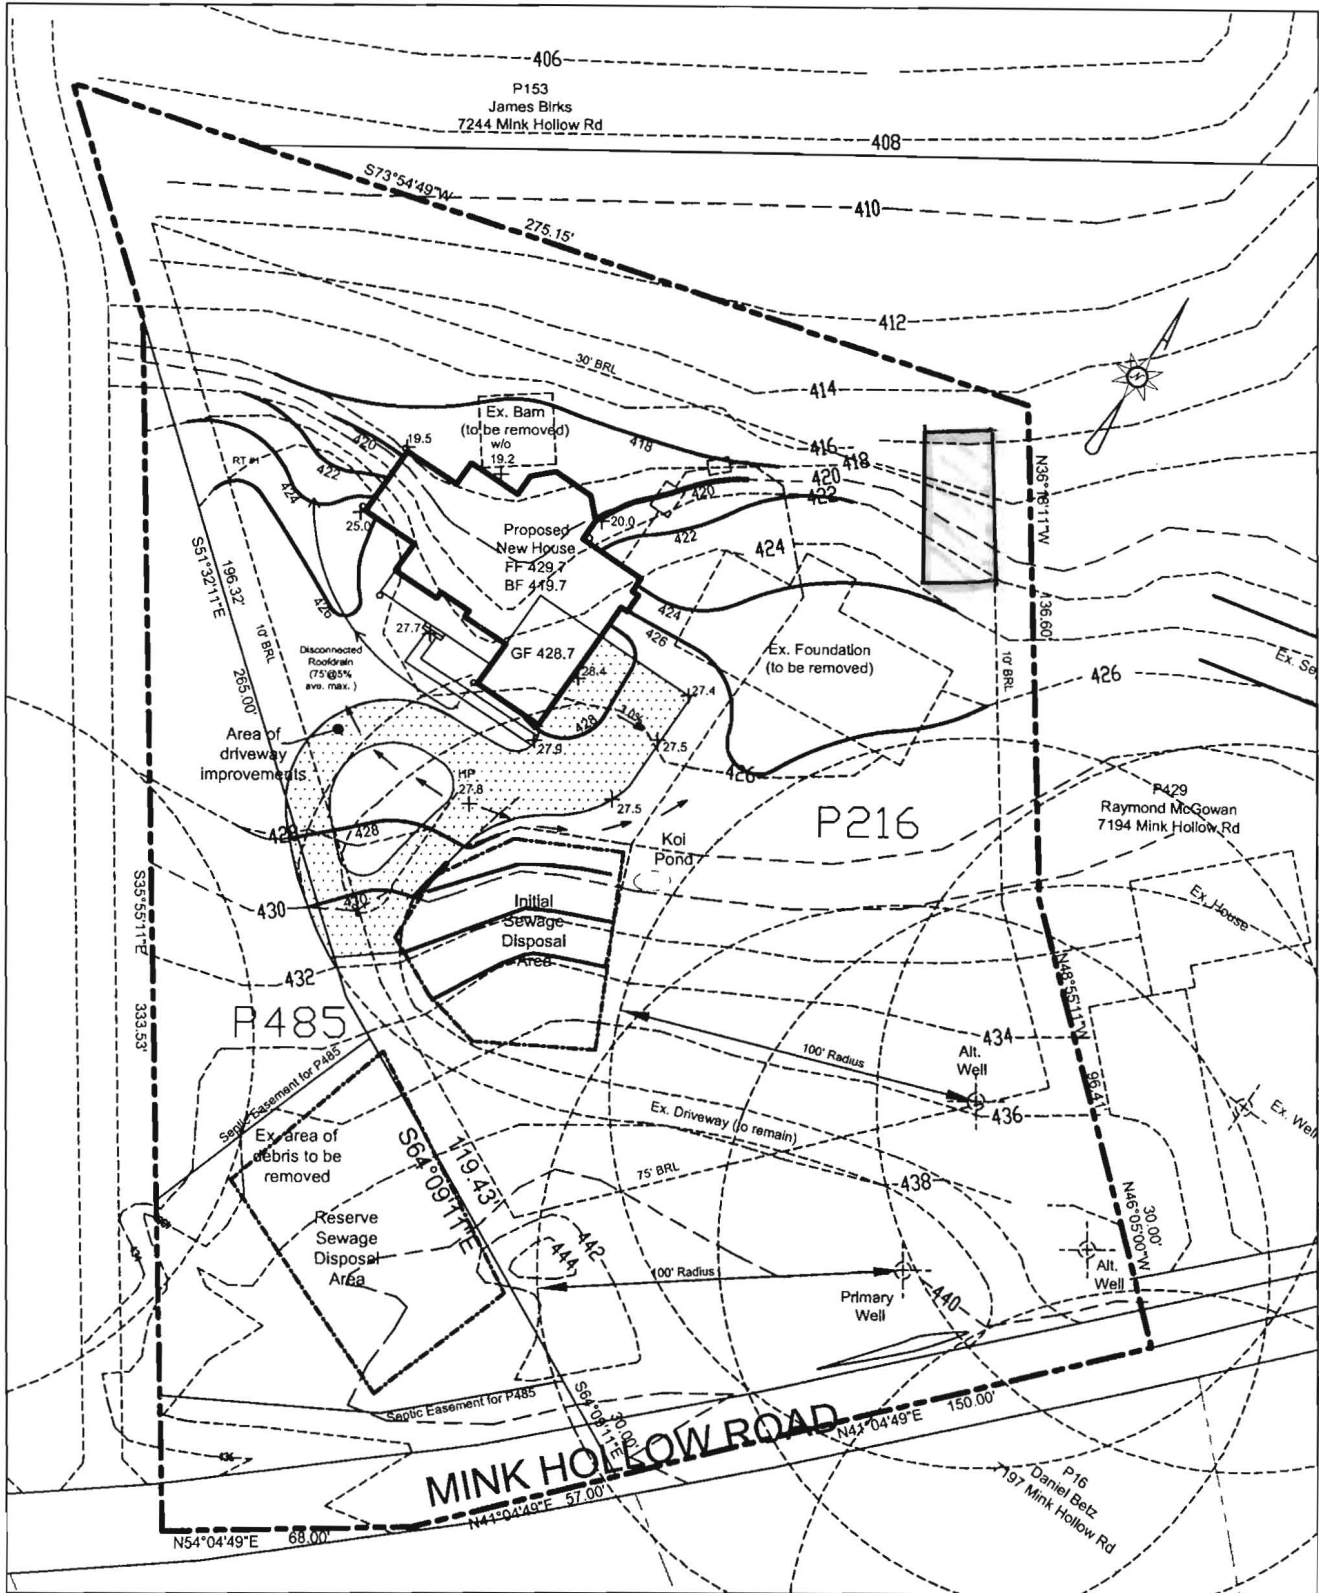 406
P153
James Birks
7244 Mink Hollow Rd
408
S73°54'49"W
410
275.15'
412
30' BRL
414
Ex. Barn
(to be removed)
w/o
19.2
19.5
418
416
418
420
422
420
422
RT #1
424
25.0
420
20.0
422
424
N36°18'11"W
136.60'
Proposed
New House
FF 429.7
BF 419.7
S51°32'11"E
196.32'
426
10' BRL
424
426
27.7
Disconnected
Roofdrain
(75'@5%
ave. max. )
GF 428.7
Ex. Foundation
(to be removed)
10' BRL
426
28.4
27.4
265.00'
Area of
driveway
improvements
428
3.0%
27.5
27.9
426
HP
27.8
27.5
P216
P429
Raymond McGowan
7194 Mink Hollow Rd
428
428
Koi
Pond
S35°55'11"E
333.53'
430
430
Initial
Sewage
Disposal
Area
Ex. House
432
P485
N48°55'11"W
96.41'
434
100' Radius
Alt.
Well
436
Ex. Well
Septic Easement for P485
Ex. Driveway (to remain)
Ex. area of
debris to be
removed
S64°09'11"E
119.43'
75' BRL
438
Reserve
Sewage
Disposal
Area
442
444
100' Radius
N46°05'00"W
30.00'
Primary
Well
Alt.
Well
440
Septic Easement for P485
S64°09'11"E
30.00'
MINK HOLLOW ROAD
N41°04'49"E 150.00'
N41°04'49"E 57.00'
N54°04'49"E 68.00'
P16
Daniel Betz
7197 Mink Hollow Rd